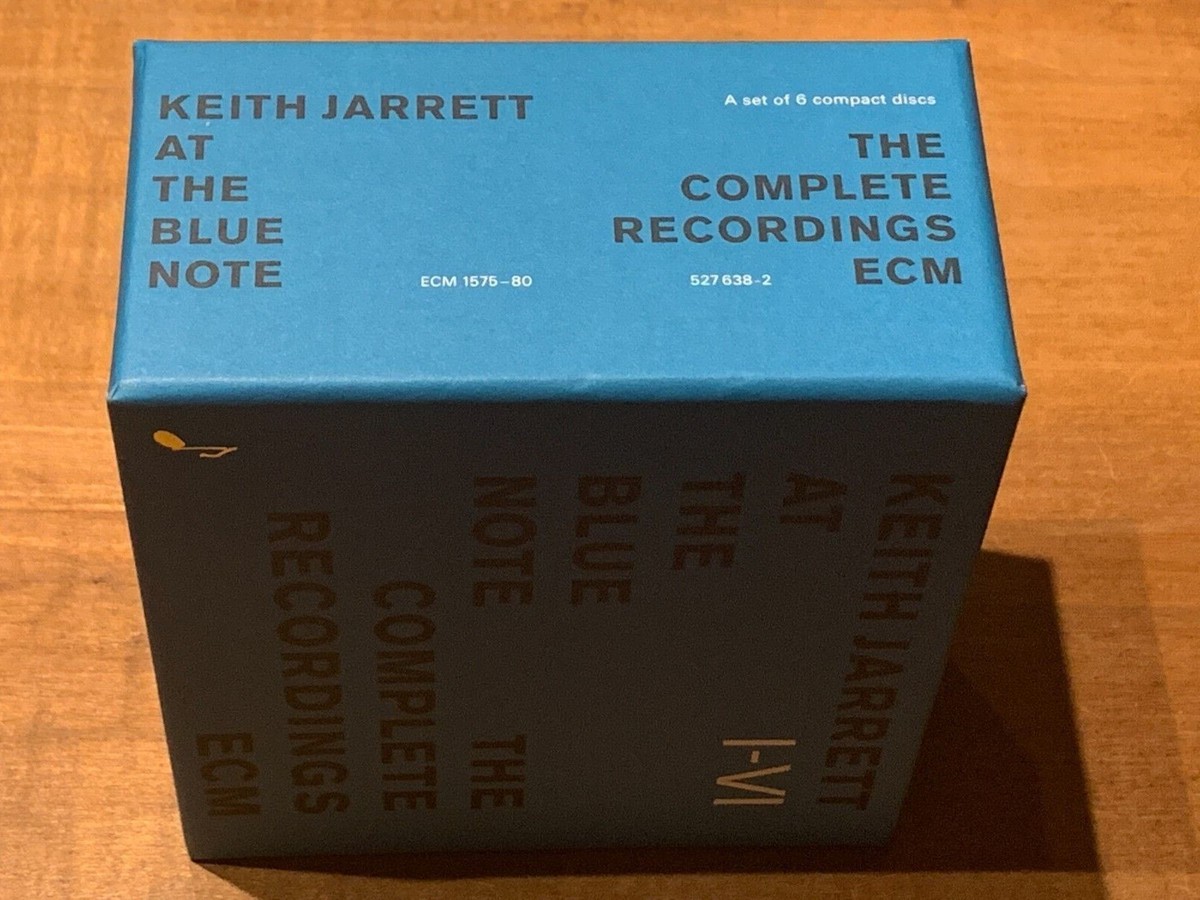 KEITH JARRETT
AT
THE
BLUE
NOTE
A set of 6 compact discs
THE
COMPLETE
RECORDINGS
ECM
ECM 1575–80
527 638-2
KEITH JARRETT
AT
THE
BLUE
NOTE
I–VI
THE
COMPLETE
RECORDINGS
ECM